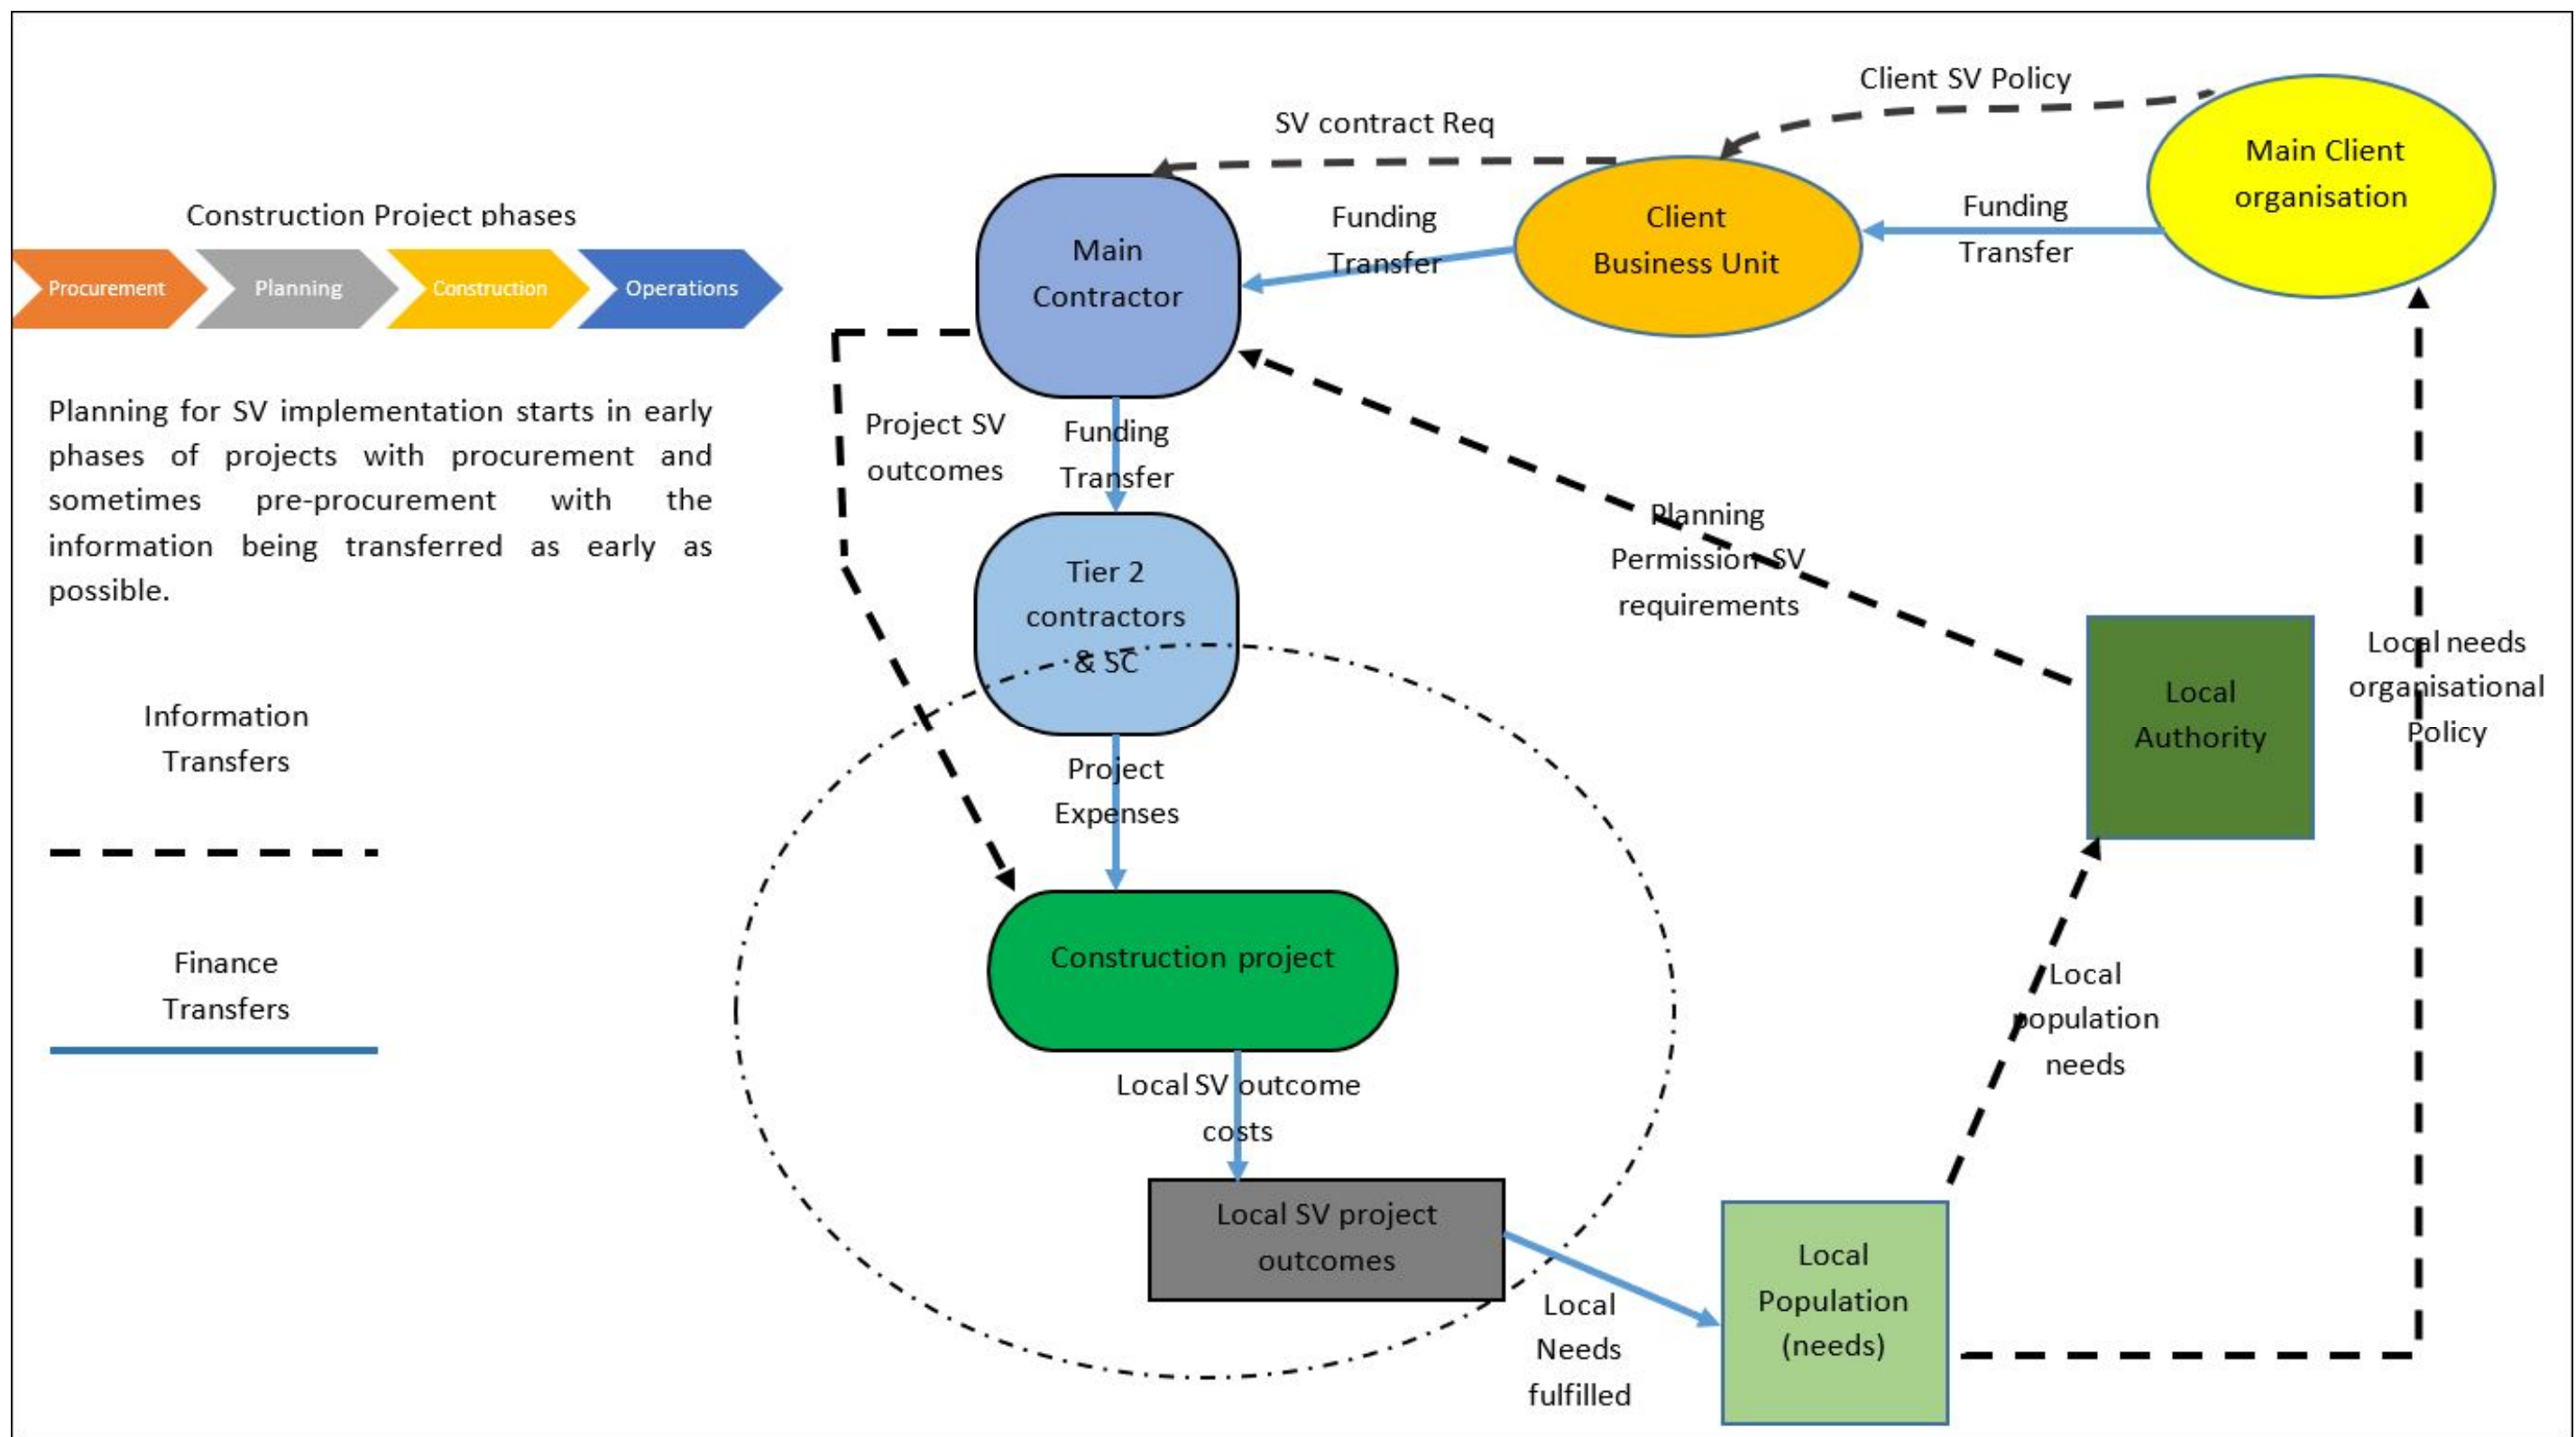 Client SV Policy
SV contract Req
Main Client
organisation
Construction Project phases
Funding
Transfer
Client
Business Unit
Funding
Transfer
Main
Contractor
Procurement
Planning
Construction
Operations
Planning for SV implementation starts in early
phases of projects with procurement and
sometimes pre-procurement with the
information being transferred as early as
possible.
Project SV
outcomes
Funding
Transfer
Planning
Permission SV
requirements
Tier 2
contractors
& SC
Local needs
organisational
Policy
Local
Authority
Information
Transfers
Project
Expenses
Finance
Transfers
Construction project
Local
population
needs
Local SV outcome
costs
Local SV project
outcomes
Local
Needs
fulfilled
Local
Population
(needs)